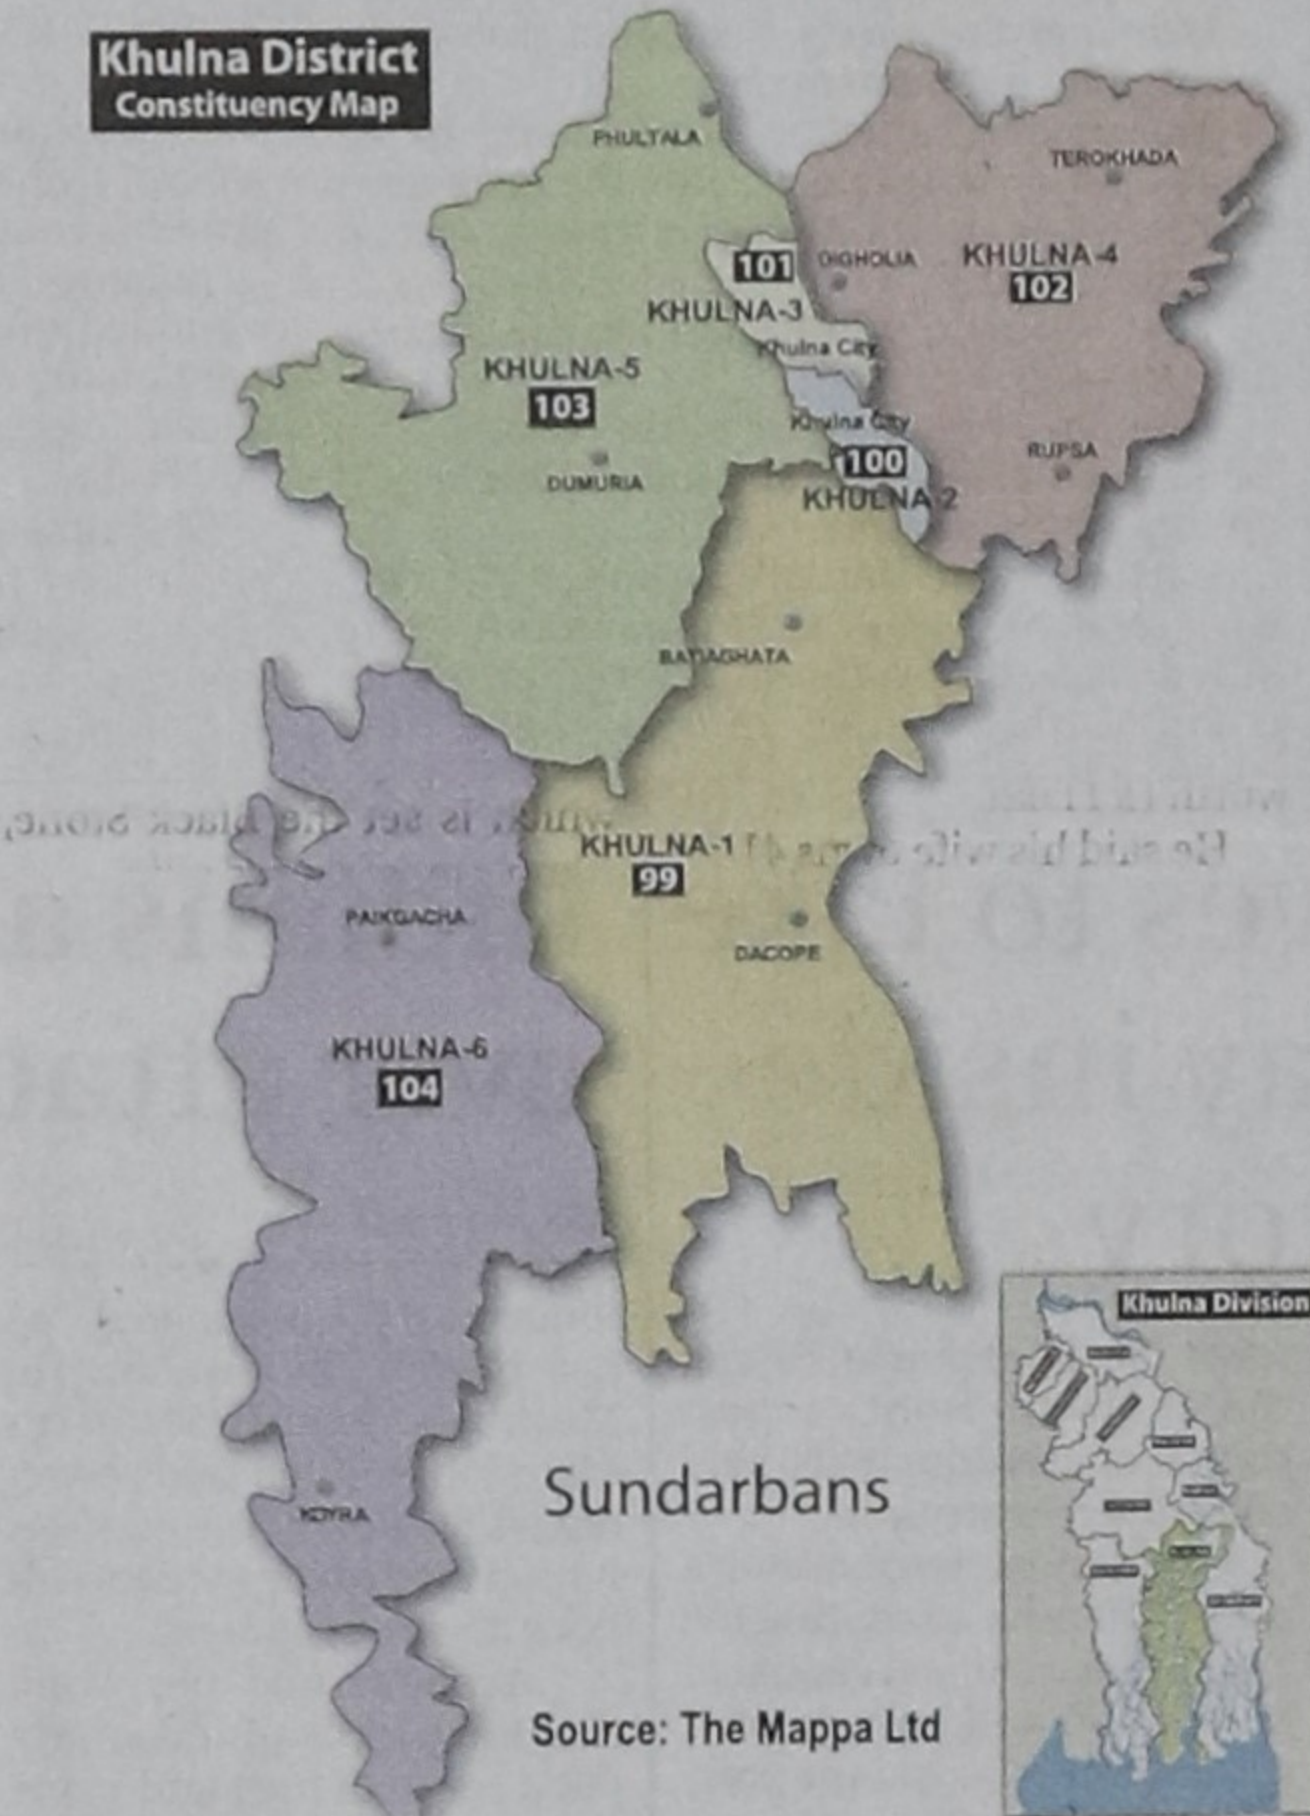 Khulna District
Constituency Map
PHULTALA
TEROKHADA
101
DIGHOLIA
KHULNA-4
102
KHULNA-3
Khulna City
KHULNA-5
103
Khulna City
RUPSA
100
DUMURIA
KHULNA-2
BATIAGHATA
KHULNA-1
99
PAIKGACHA
DACOPE
KHULNA-6
104
Khulna Division
Sundarbans
KOYRA
Source: The Mappa Ltd